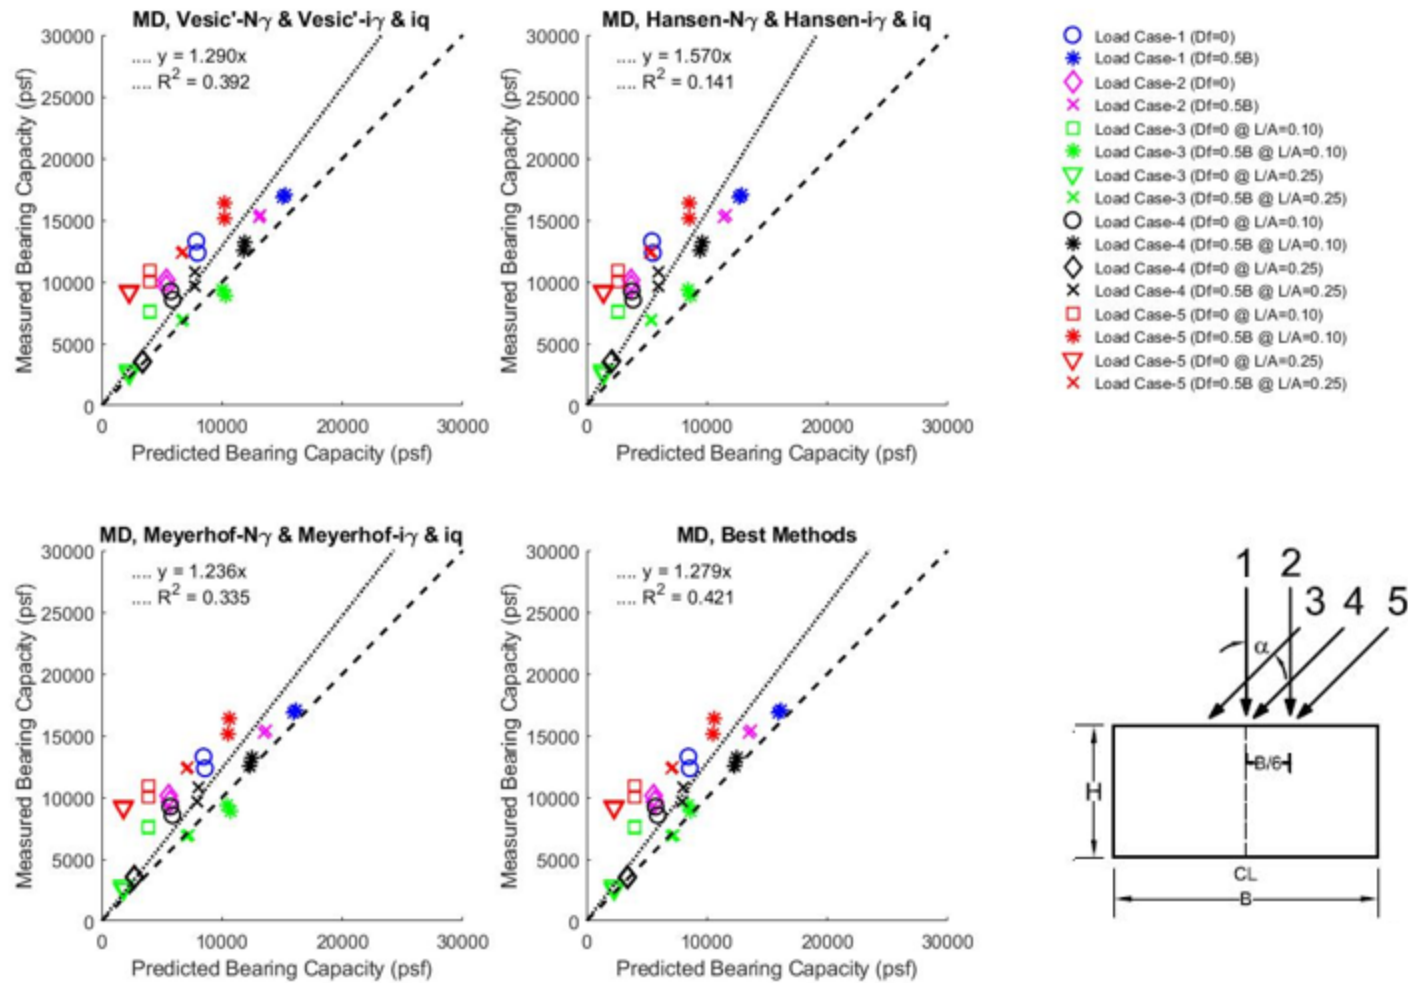 MD, Vesic'-Nγ & Vesic'-iγ & iq
.... y = 1.290x
.... R2 = 0.392
30000
25000
20000
15000
10000
5000
0
Measured Bearing Capacity (psf)
0 10000 20000 30000
Predicted Bearing Capacity (psf)
MD, Hansen-Nγ & Hansen-iγ & iq
.... y = 1.570x
.... R2 = 0.141
30000
25000
20000
15000
10000
5000
0
Measured Bearing Capacity (psf)
0 10000 20000 30000
Predicted Bearing Capacity (psf)
Load Case-1 (Df=0)
Load Case-1 (Df=0.5B)
Load Case-2 (Df=0)
Load Case-2 (Df=0.5B)
Load Case-3 (Df=0 @ L/A=0.10)
Load Case-3 (Df=0.5B @ L/A=0.10)
Load Case-3 (Df=0 @ L/A=0.25)
Load Case-3 (Df=0.5B @ L/A=0.25)
Load Case-4 (Df=0 @ L/A=0.10)
Load Case-4 (Df=0.5B @ L/A=0.10)
Load Case-4 (Df=0 @ L/A=0.25)
Load Case-4 (Df=0.5B @ L/A=0.25)
Load Case-5 (Df=0 @ L/A=0.10)
Load Case-5 (Df=0.5B @ L/A=0.10)
Load Case-5 (Df=0 @ L/A=0.25)
Load Case-5 (Df=0.5B @ L/A=0.25)
MD, Meyerhof-Nγ & Meyerhof-iγ & iq
.... y = 1.236x
.... R2 = 0.335
30000
25000
20000
15000
10000
5000
0
Measured Bearing Capacity (psf)
0 10000 20000 30000
Predicted Bearing Capacity (psf)
MD, Best Methods
.... y = 1.279x
.... R2 = 0.421
30000
25000
20000
15000
10000
5000
0
Measured Bearing Capacity (psf)
0 10000 20000 30000
Predicted Bearing Capacity (psf)
1 2
3 4 5
α
B/6
H
CL
B